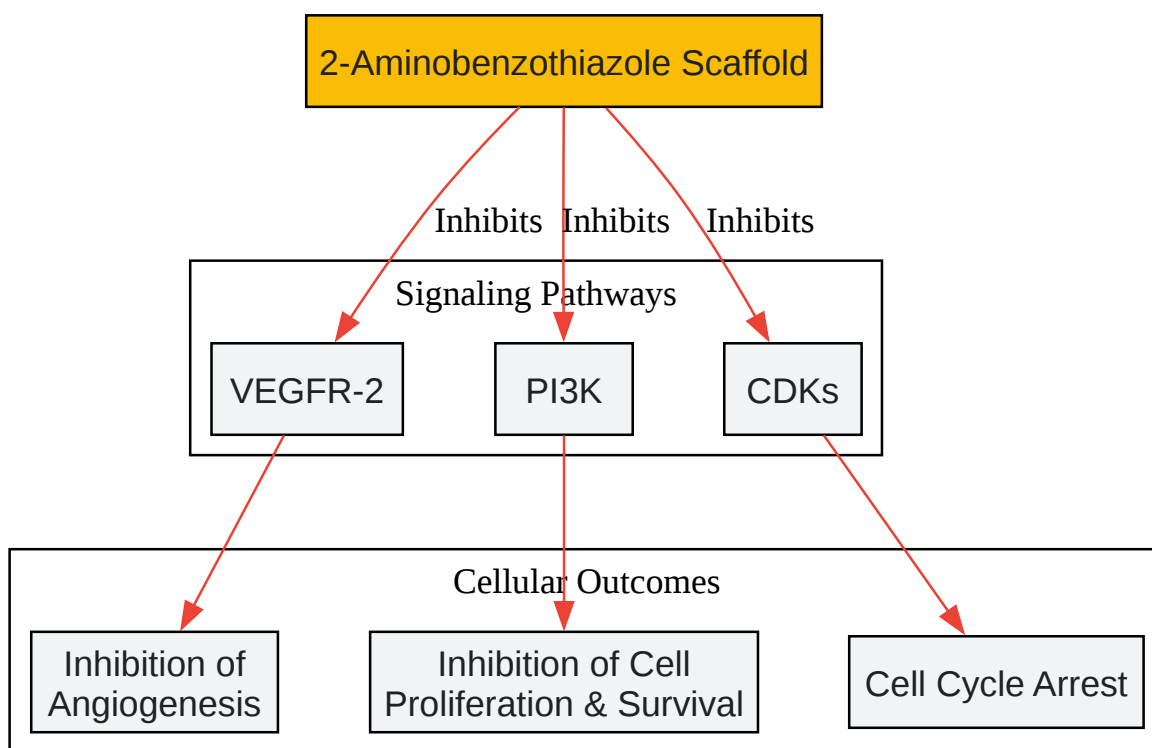 2-Aminobenzothiazole Scaffold
Inhibits
Inhibits
Inhibits
Signaling Pathways
VEGFR-2
PI3K
CDKs
Cellular Outcomes
Inhibition of
Angiogenesis
Inhibition of Cell
Proliferation & Survival
Cell Cycle Arrest